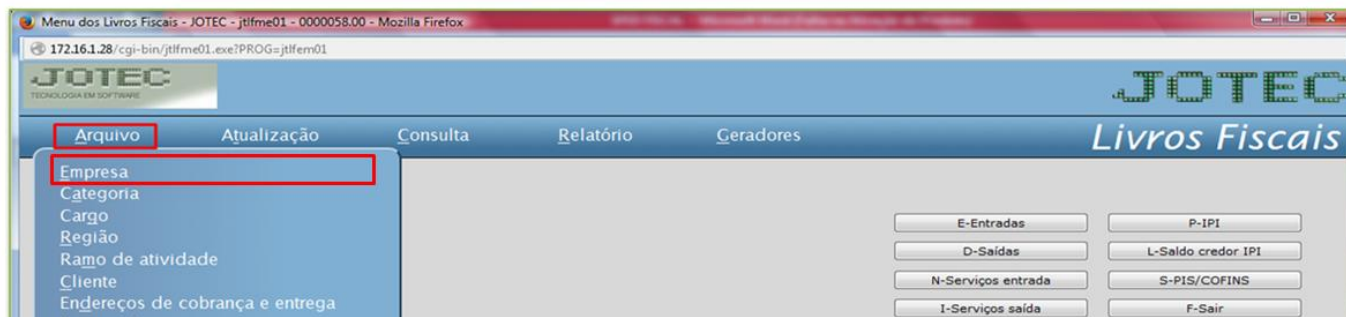 Menu dos Livros Fiscais - JOTEC - jtlfme01 - 0000058.00 - Mozilla Firefox
172.16.1.28/cgi-bin/jtlfme01.exe?PROG=jtlfem01
JOTEC
TECNOLOGIA EM SOFTWARE
JOTEC
Arquivo Atualização Consulta Relatório Geradores Livros Fiscais
Empresa
Categoria
Cargo
Região
Ramo de atividade
Cliente
Endereços de cobrança e entrega
E-Entradas P-IPI
D-Saídas L-Saldo credor IPI
N-Serviços entrada S-PIS/COFINS
I-Serviços saída F-Sair